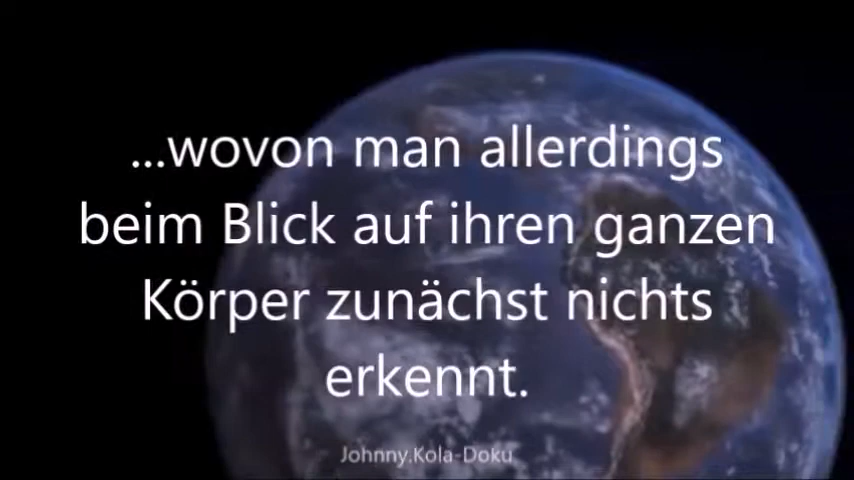 ...wovon man allerdings
beim Blick auf ihren ganzen
Körper zunächst nichts
erkennt.
Johnny.Kola-Doku